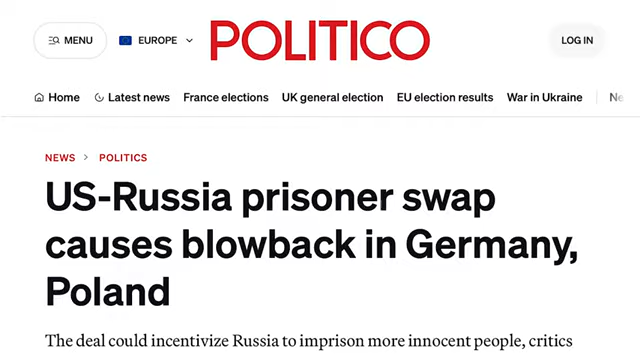 MENU
EUROPE
POLITICO
LOG IN
Home Latest news France elections UK general election EU election results War in Ukraine
NEWS > POLITICS
US-Russia prisoner swap
causes blowback in Germany,
Poland
The deal could incentivize Russia to imprison more innocent people, critics